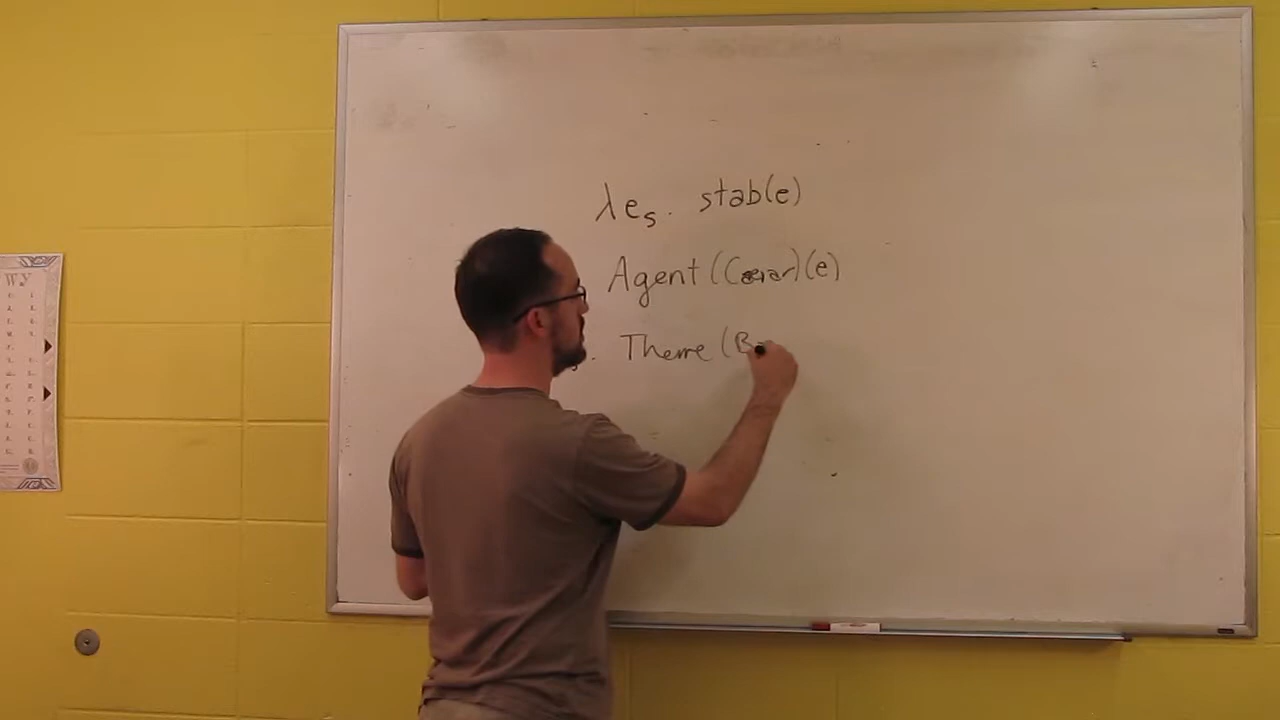 λe_s. stab(e)
Agent (Caesar)(e)
s. Theme (B